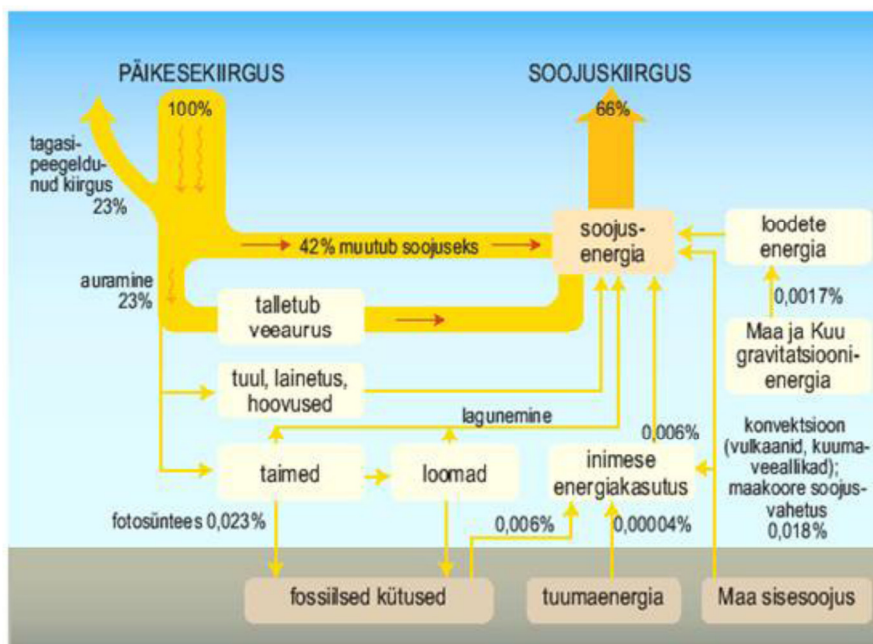 PÄIKESEKIIRGUS
SOOJUSKIIRGUS
100%
66%
tagasi-
peegeldu-
nud kiirgus
23%
42% muutub soojuseks
soojus-
energia
loodete
energia
auramine
23%
talletub
veeaurus
0,0017%
Maa ja Kuu
gravitatsiooni-
energia
tuul, lainetus,
hoovused
lagunemine
0,006%
konvektsioon
(vulkaanid, kuuma-
veeallikad);
maakoore soojus-
vahetus
0,018%
taimed
loomad
inimese
energiakasutus
fotosüntees 0,023%
0,006%
0,00004%
fossiilsed kütused
tuumaenergia
Maa sisesoojus